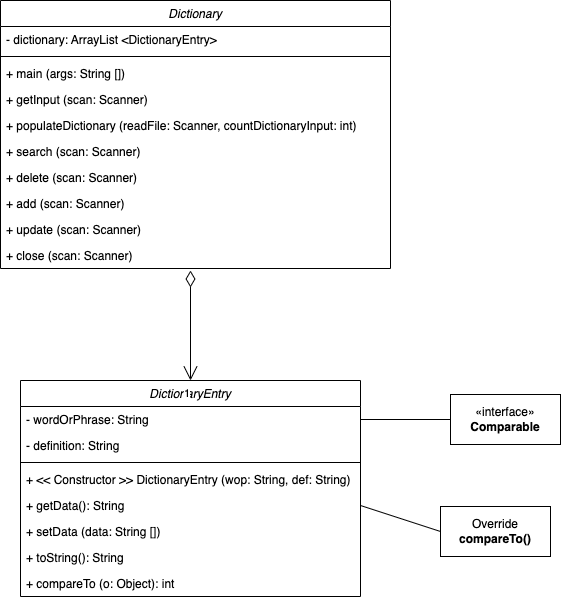 Dictionary
- dictionary: ArrayList <DictionaryEntry>
+ main (args: String [])
+ getInput (scan: Scanner)
+ populateDictionary (readFile: Scanner, countDictionaryInput: int)
+ search (scan: Scanner)
+ delete (scan: Scanner)
+ add (scan: Scanner)
+ update (scan: Scanner)
+ close (scan: Scanner)
DictionaryEntry
1
- wordOrPhrase: String
- definition: String
+ << Constructor >> DictionaryEntry (wop: String, def: String)
+ getData(): String
+ setData (data: String [])
+ toString(): String
+ compareTo (o: Object): int
«interface»
Comparable
Override
compareTo()